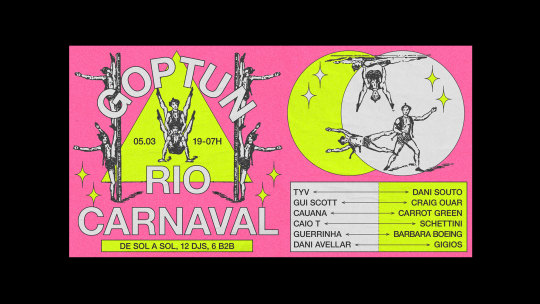 GOPTUN
05.03
19-07H
RIO
CARNAVAL
DE SOL A SOL, 12 DJS, 6 B2B
TYV DANI SOUTO
GUI SCOTT CRAIG OUAR
CAUANA CARROT GREEN
CAIO T SCHETTINI
GUERRINHA BARBARA BOEING
DANI AVELLAR GIGIOS